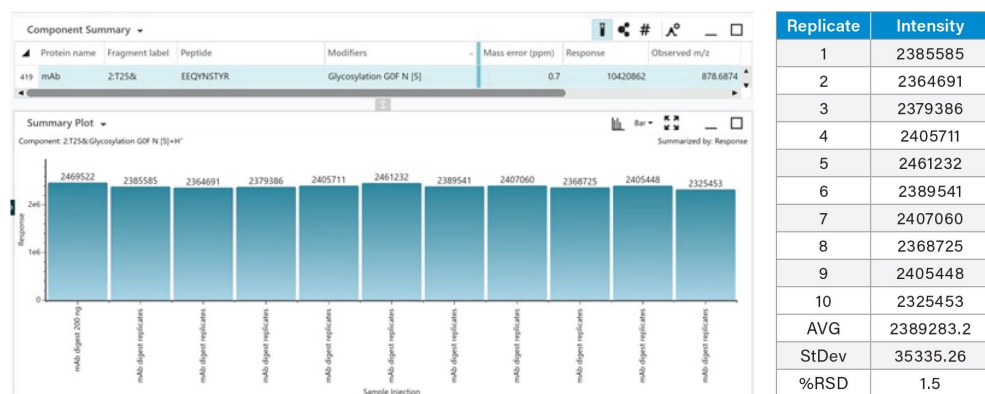 Component Summary
Protein name Fragment label Peptide Modifiers Mass error (ppm) Response Observed m/z
419 mAb 2:T25& EEQYNSTYR Glycosylation G0F N [5] 0.7 10420862 878.6874
Summary Plot
Bar
Component: 2:T25&:Glycosylation G0F N [5]+H⁺
Summarized by: Response
2469522 2385585 2364691 2379386 2405711 2461232 2389541 2407060 2368725 2405448 2325453
Response
2e6
1e6
0
mAb digest 200 ng
mAb digest replicates
mAb digest replicates
mAb digest replicates
mAb digest replicates
mAb digest replicates
mAb digest replicates
mAb digest replicates
mAb digest replicates
mAb digest replicates
mAb digest replicates
Sample Injection
Replicate Intensity
1 2385585
2 2364691
3 2379386
4 2405711
5 2461232
6 2389541
7 2407060
8 2368725
9 2405448
10 2325453
AVG 2389283.2
StDev 35335.26
%RSD 1.5